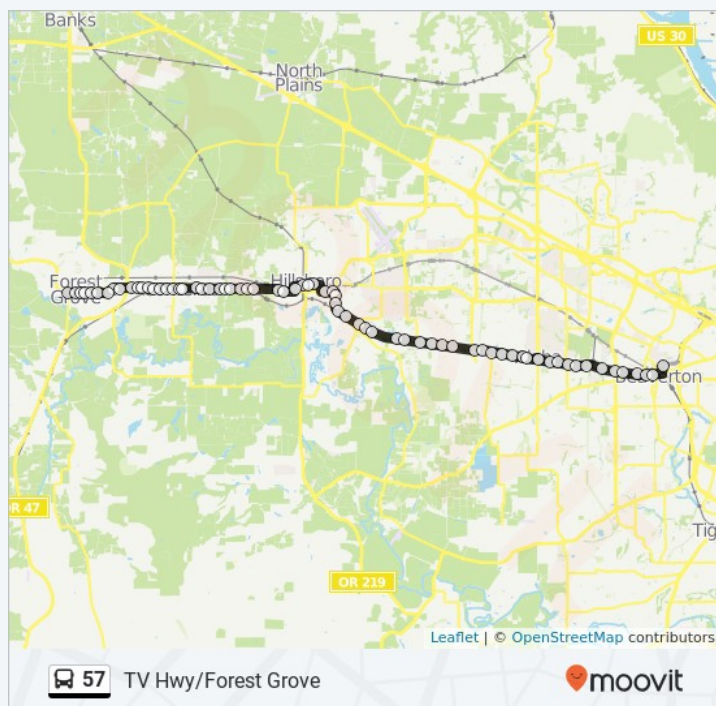 Banks
US 30
North
Plains
Forest
Grove
Hillsboro
Beaverton
OR 47
Tig
OR 219
Leaflet | © OpenStreetMap contributors
57 TV Hwy/Forest Grove
moovit